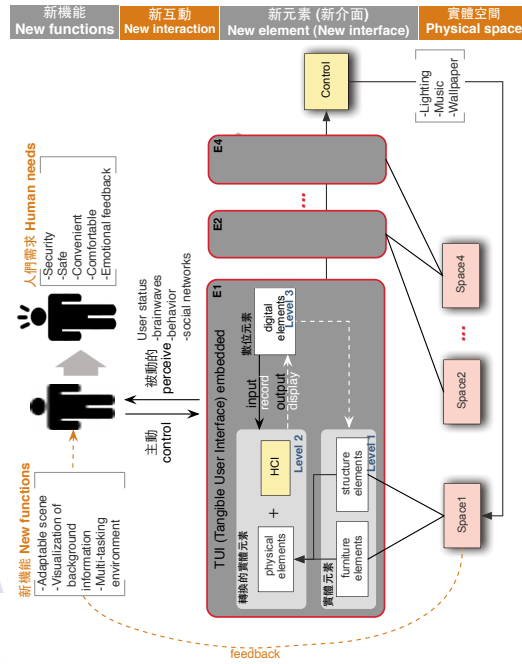 新機能
New functions
新互動
New interaction
新元素 (新介面)
New element (New interface)
實體空間
Physical space
新機能 New functions
-Adaptable scene
-Visualization of
background
information
-Multi-tasking
environment
人們需求 Human needs
-Security
-Safe
-Convenient
-Comfortable
-Emotional feedback
主動
control
被動的
perceive
User status
-brainwaves
-behavior
-social networks
E1
TUI (Tangible User Interface) embedded
轉換的實體元素
physical
elements
+
HCI
Level 2
input
record
output
display
數位元素
digital
elements
Level 3
實體元素
furniture
elements
structure
elements
Level 1
E2
...
E4
Control
-Lighting
-Music
-Wallpaper
Space1
Space2
...
Space4
feedback